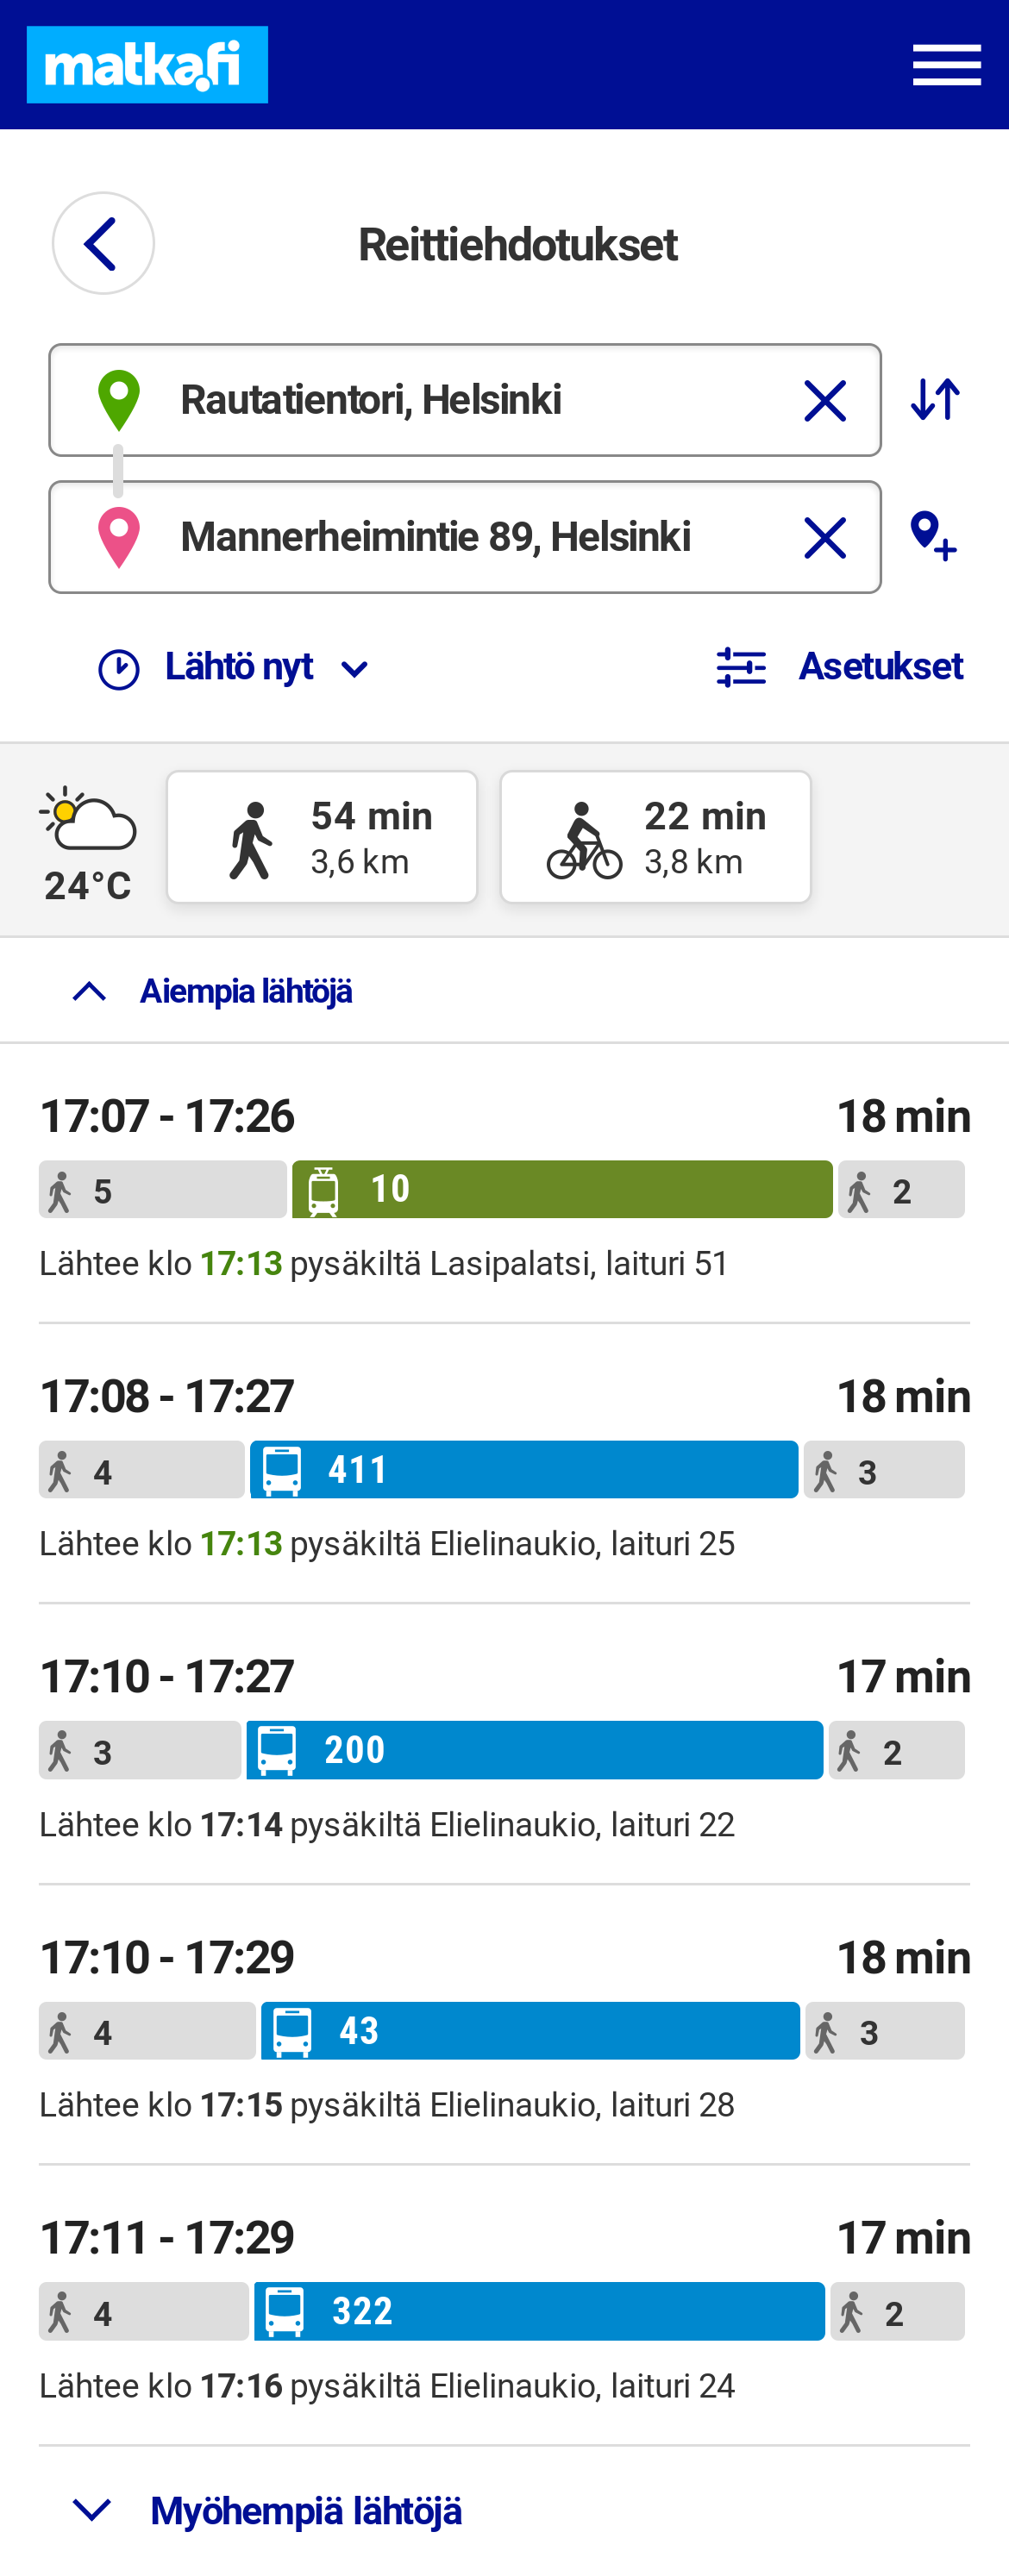 matka.fi
Reittiehdotukset
Rautatientori, Helsinki
Mannerheimintie 89, Helsinki
Lähtö nyt
Asetukset
24°C
54 min
3,6 km
22 min
3,8 km
Aiempia lähtöjä
17:07 - 17:26 18 min
5 10 2
Lähtee klo 17:13 pysäkiltä Lasipalatsi, laituri 51
17:08 - 17:27 18 min
4 411 3
Lähtee klo 17:13 pysäkiltä Elielinaukio, laituri 25
17:10 - 17:27 17 min
3 200 2
Lähtee klo 17:14 pysäkiltä Elielinaukio, laituri 22
17:10 - 17:29 18 min
4 43 3
Lähtee klo 17:15 pysäkiltä Elielinaukio, laituri 28
17:11 - 17:29 17 min
4 322 2
Lähtee klo 17:16 pysäkiltä Elielinaukio, laituri 24
Myöhempiä lähtöjä